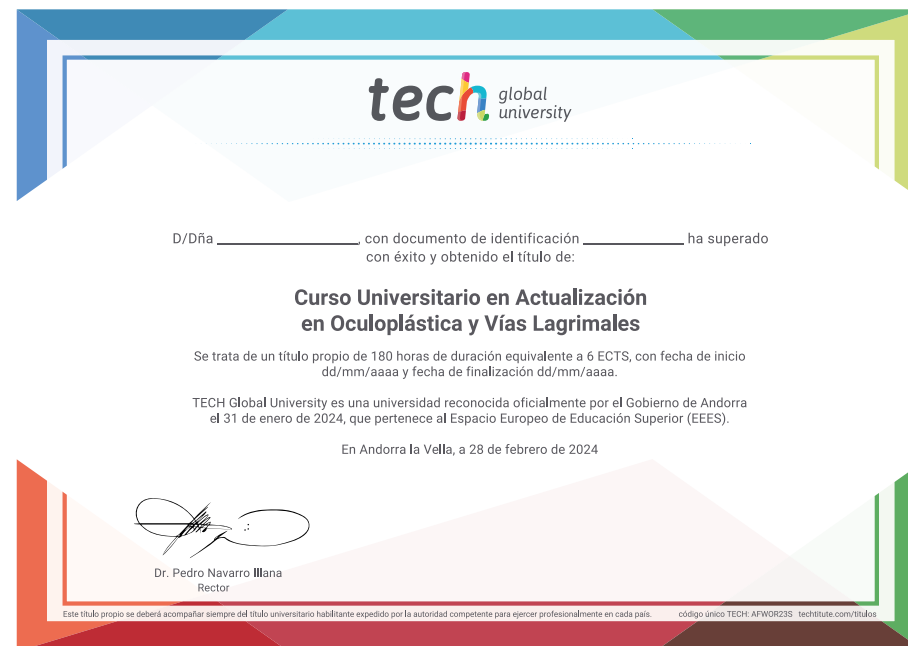 tech global university
D/Dña ________________, con documento de identificación ____________ ha superado
con éxito y obtenido el título de:
Curso Universitario en Actualización
en Oculoplástica y Vías Lagrimales
Se trata de un título propio de 180 horas de duración equivalente a 6 ECTS, con fecha de inicio
dd/mm/aaaa y fecha de finalización dd/mm/aaaa.
TECH Global University es una universidad reconocida oficialmente por el Gobierno de Andorra
el 31 de enero de 2024, que pertenece al Espacio Europeo de Educación Superior (EEES).
En Andorra la Vella, a 28 de febrero de 2024
Dr. Pedro Navarro Illana
Rector
Este título propio se deberá acompañar siempre del título universitario habilitante expedido por la autoridad competente para ejercer profesionalmente en cada país. código único TECH: AFWOR23S techtitute.com/titulos